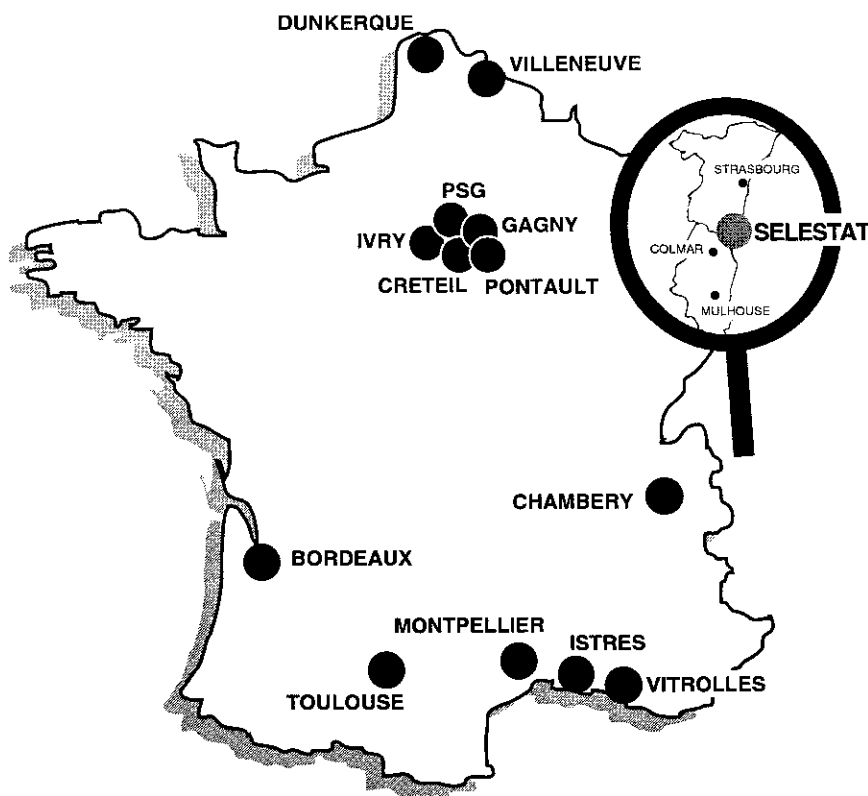 DUNKERQUE
VILLENEUVE
STRASBOURG
PSG
GAGNY
IVRY
SELESTAT
COLMAR
CRETEIL
PONTAULT
MULHOUSE
CHAMBERY
BORDEAUX
MONTPELLIER
ISTRES
TOULOUSE
VITROLLES